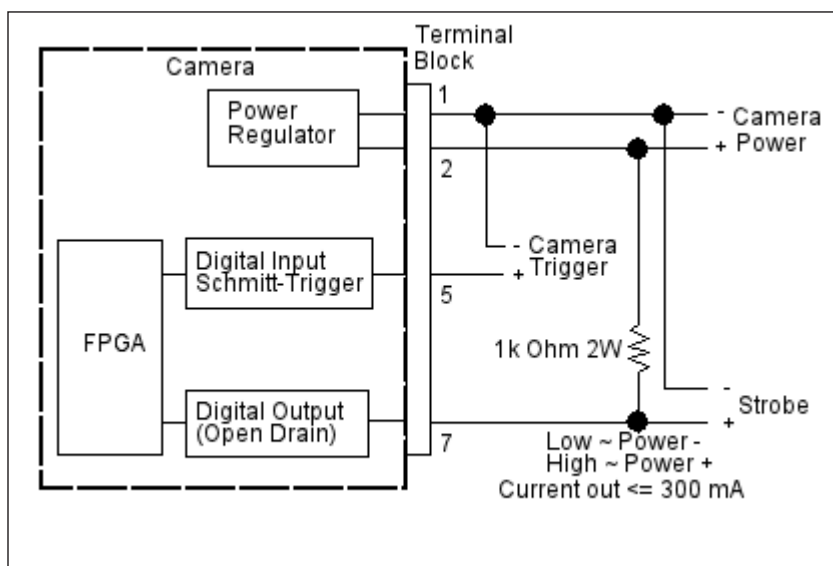 Terminal
Block
Camera
1
Power
Regulator
- Camera
+ Power
2
- Camera
+ Trigger
Digital Input
Schmitt-Trigger
5
FPGA
1k Ohm 2W
Digital Output
(Open Drain)
-
+
Strobe
7
Low ~ Power -
High ~ Power +
Current out <= 300 mA